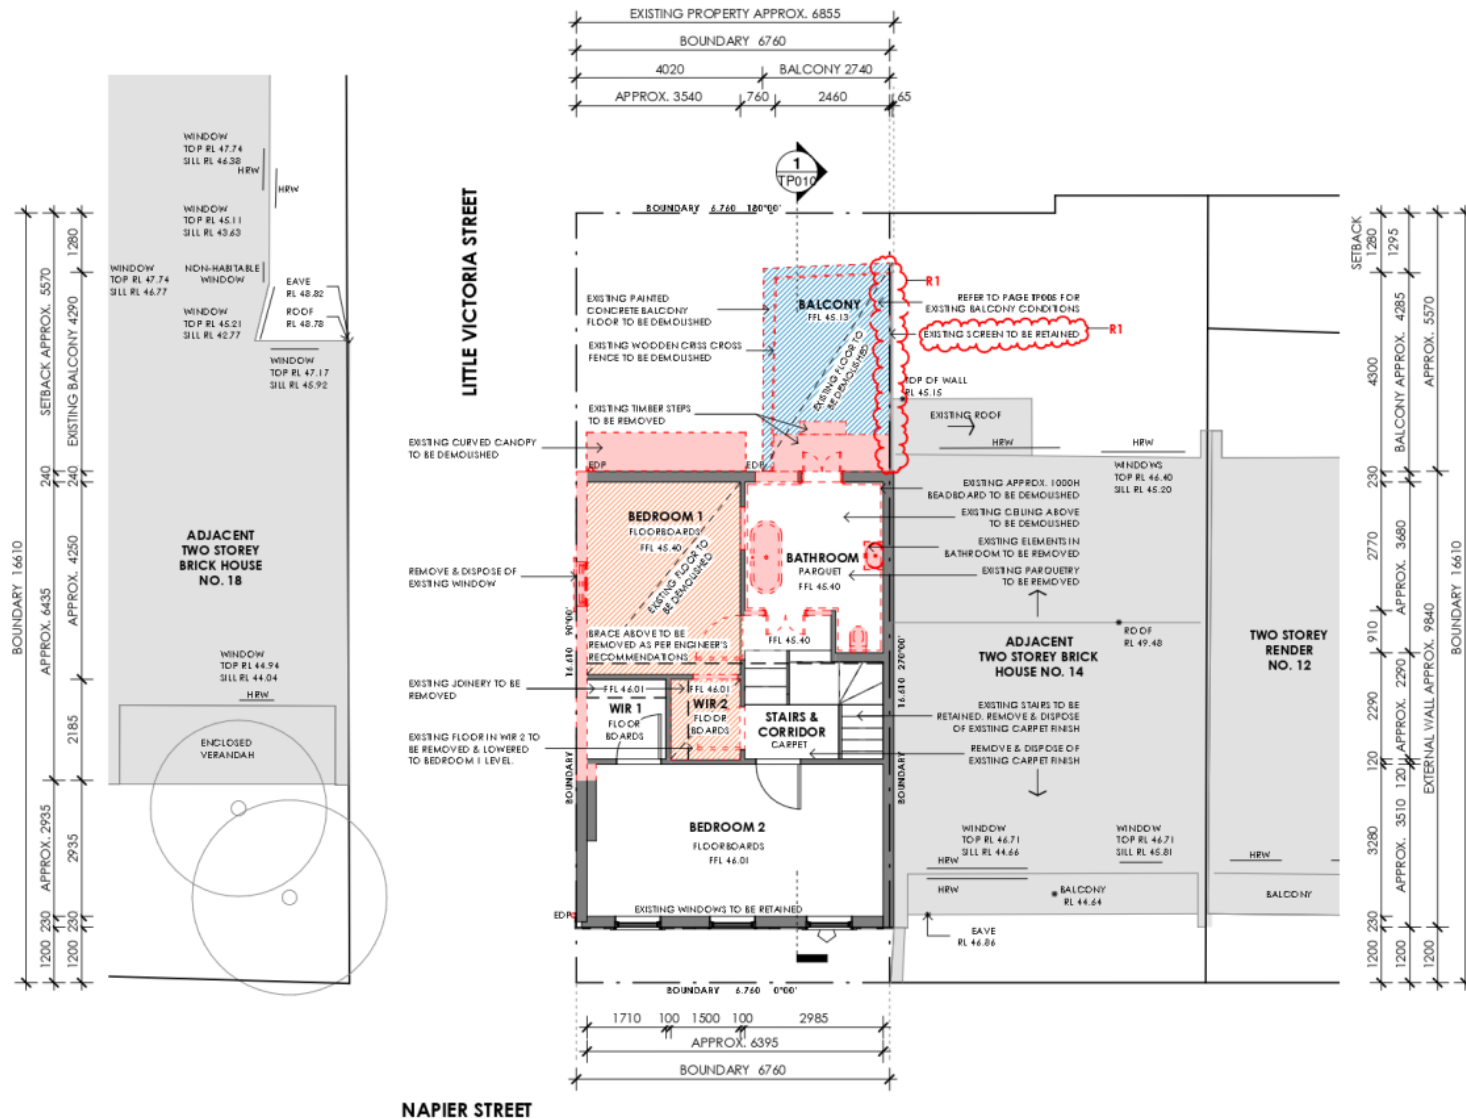 EXISTING PROPERTY APPROX. 6855
BOUNDARY 6760
4020
BALCONY 2740
APPROX. 3540
760
2460
65
1
TP010
BOUNDARY 6.760 180°00'
LITTLE VICTORIA STREET
WINDOW
TOP RL 47.74
SILL RL 46.38
HRW
HRW
WINDOW
TOP RL 45.11
SILL RL 43.63
WINDOW
TOP RL 47.74
SILL RL 46.77
NON-HABITABLE
WINDOW
EAVE
RL 48.82
ROOF
RL 48.78
WINDOW
TOP RL 45.21
SILL RL 42.77
WINDOW
TOP RL 47.17
SILL RL 45.92
ADJACENT
TWO STOREY
BRICK HOUSE
NO. 18
WINDOW
TOP RL 44.94
SILL RL 44.04
HRW
ENCLOSED
VERANDAH
BOUNDARY 16610
SETBACK APPROX. 5570
240
APPROX. 6435
APPROX. 2935
230
1200
1280
EXISTING BALCONY 4290
240
APPROX. 4250
2185
2935
230
1200
EXISTING PAINTED
CONCRETE BALCONY
FLOOR TO BE DEMOLISHED
EXISTING WOODEN CRISS CROSS
FENCE TO BE DEMOLISHED
EXISTING TIMBER STEPS
TO BE REMOVED
EXISTING CURVED CANOPY
TO BE DEMOLISHED
REMOVE & DISPOSE OF
EXISTING WINDOW
EXISTING JOINERY TO BE
REMOVED
EXISTING FLOOR IN WIR 2 TO
BE REMOVED & LOWERED
TO BEDROOM 1 LEVEL.
BALCONY
FFL 45.13
EXISTING FLOOR TO
BE DEMOLISHED
R1
REFER TO PAGE TP005 FOR
EXISTING BALCONY CONDITIONS
EXISTING SCREEN TO BE RETAINED
R1
TOP OF WALL
RL 45.15
EXISTING ROOF
HRW
HRW
WINDOWS
TOP RL 46.40
SILL RL 45.20
EDP
EDP
BEDROOM 1
FLOORBOARDS
FFL 45.40
EXISTING FLOOR TO
BE DEMOLISHED
BRACE ABOVE TO BE
REMOVED AS PER ENGINEER'S
RECOMMENDATIONS
BATHROOM
PARQUET
FFL 45.40
FFL 45.40
EXISTING APPROX. 1000H
BEADBOARD TO BE DEMOLISHED
EXISTING CEILING ABOVE
TO BE DEMOLISHED
EXISTING ELEMENTS IN
BATHROOM TO BE REMOVED
EXISTING PARQUETRY
TO BE REMOVED
ROOF
RL 49.48
ADJACENT
TWO STOREY BRICK
HOUSE NO. 14
TWO STOREY
RENDER
NO. 12
EXISTING STAIRS TO BE
RETAINED. REMOVE & DISPOSE
OF EXISTING CARPET FINISH
REMOVE & DISPOSE OF
EXISTING CARPET FINISH
FFL 46.01
WIR 1
FLOOR
BOARDS
FFL 46.01
WIR 2
FLOOR
BOARDS
STAIRS &
CORRIDOR
CARPET
16.610 90°00'
BOUNDARY
16.610 270°00'
BOUNDARY
BEDROOM 2
FLOORBOARDS
FFL 46.01
EXISTING WINDOWS TO BE RETAINED
EDP
WINDOW
TOP RL 46.71
SILL RL 44.66
WINDOW
TOP RL 46.71
SILL RL 45.81
HRW
HRW
HRW
HRW
BALCONY
RL 44.64
BALCONY
EAVE
RL 46.86
SETBACK
1280
4300
230
2770
910
2290
120
3280
230
1200
1295
BALCONY APPROX. 4285
APPROX. 3680
APPROX. 2290
120
APPROX. 3510
1200
APPROX. 5570
EXTERNAL WALL APPROX. 9840
1200
BOUNDARY 16610
BOUNDARY 6.760 0°00'
1710
100
1500
100
2985
APPROX. 6395
BOUNDARY 6760
NAPIER STREET